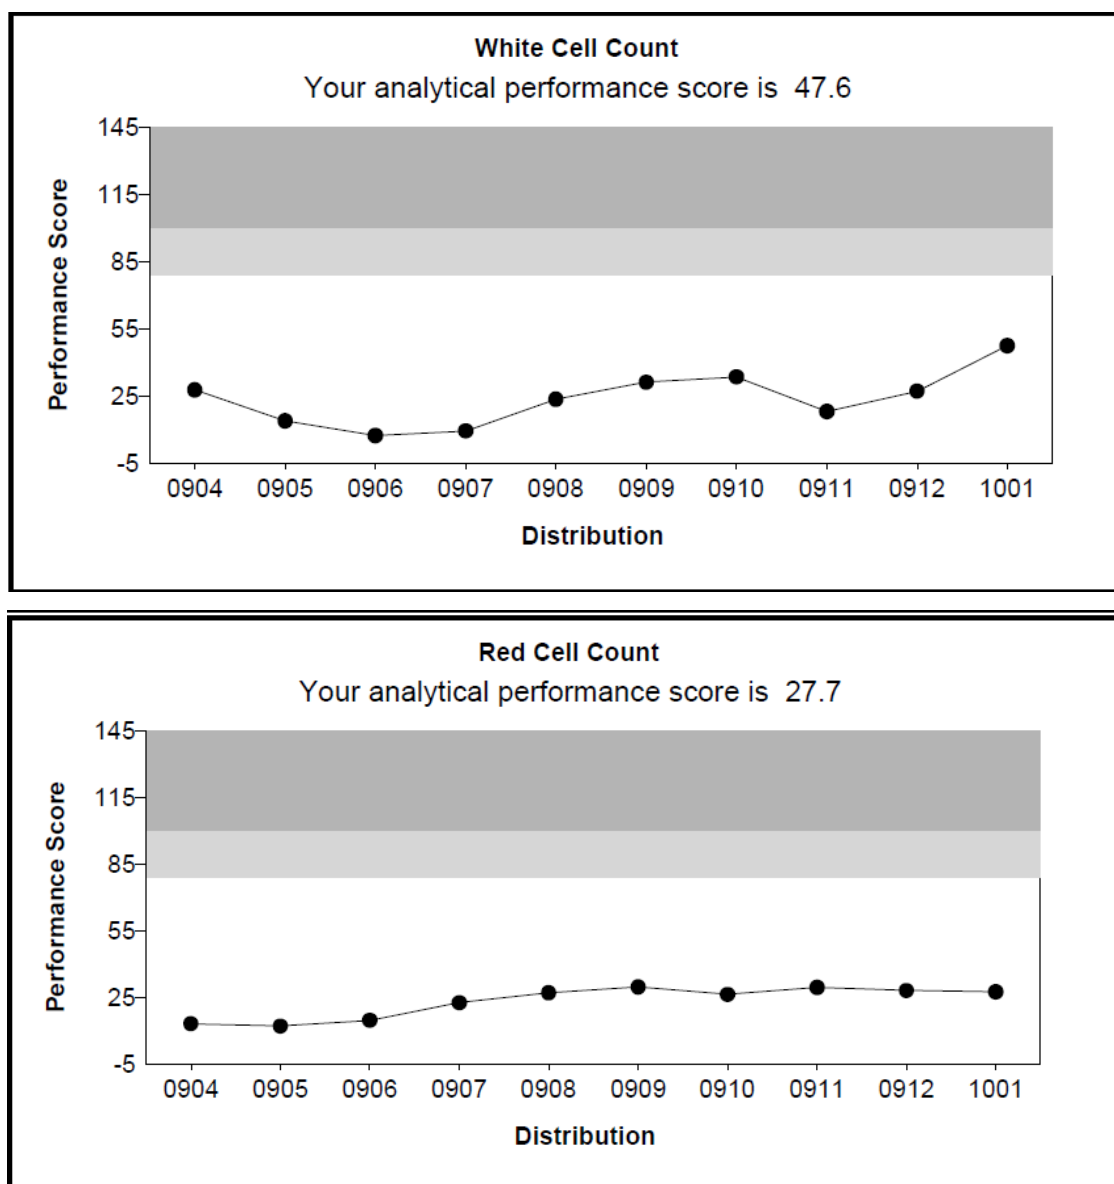 White Cell Count
Your analytical performance score is 47.6
Performance Score
145
115
85
55
25
-5
0904 0905 0906 0907 0908 0909 0910 0911 0912 1001
Distribution
Red Cell Count
Your analytical performance score is 27.7
Performance Score
145
115
85
55
25
-5
0904 0905 0906 0907 0908 0909 0910 0911 0912 1001
Distribution